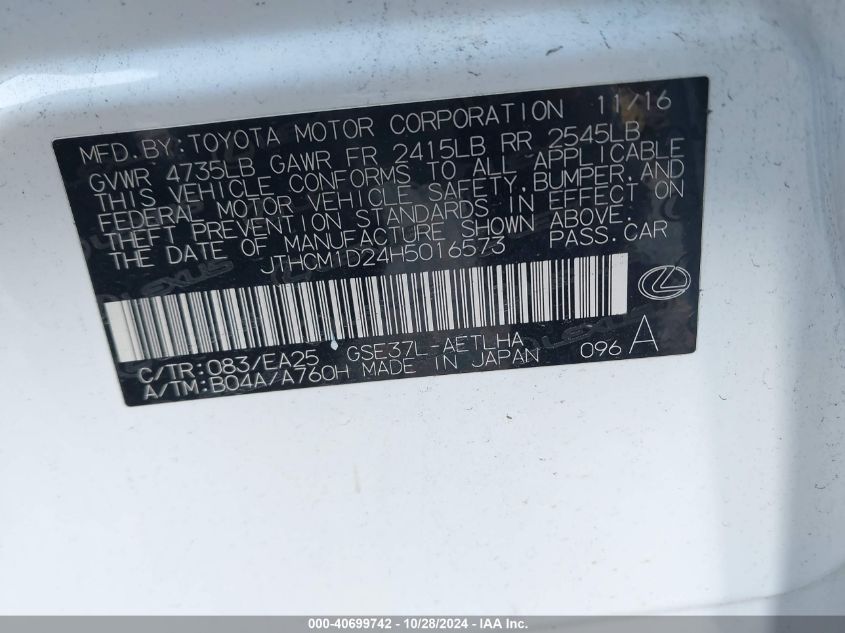 MFD. BY: TOYOTA MOTOR CORPORATION 11/16
GVWR 4735LB GAWR FR 2415LB RR 2545LB
THIS VEHICLE CONFORMS TO ALL APPLICABLE
FEDERAL MOTOR VEHICLE SAFETY, BUMPER, AND
THEFT PREVENTION STANDARDS IN EFFECT ON
THE DATE OF MANUFACTURE SHOWN ABOVE.
JTHCM1D24H5016573 PASS. CAR
C/TR: 083/EA25 GSE37L-AETLHA
A/TM: B04A/A760H MADE IN JAPAN 096 A
000-40699742 - 10/28/2024 - IAA Inc.